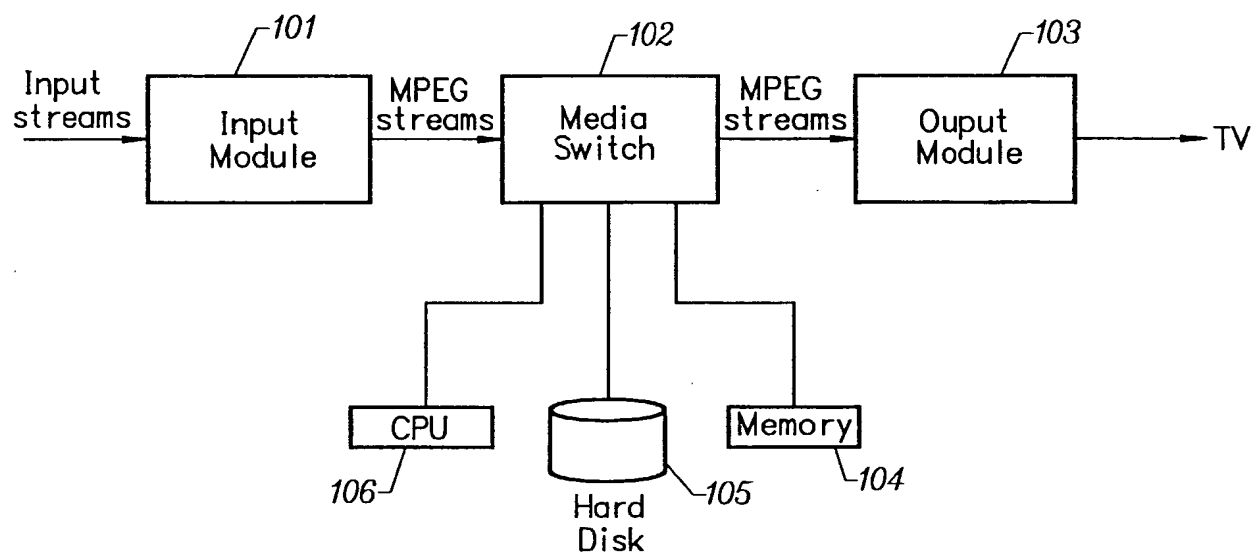 101
102
103
Input
streams
Input
Module
MPEG
streams
Media
Switch
MPEG
streams
Ouput
Module
TV
CPU
Memory
106
105
104
Hard
Disk